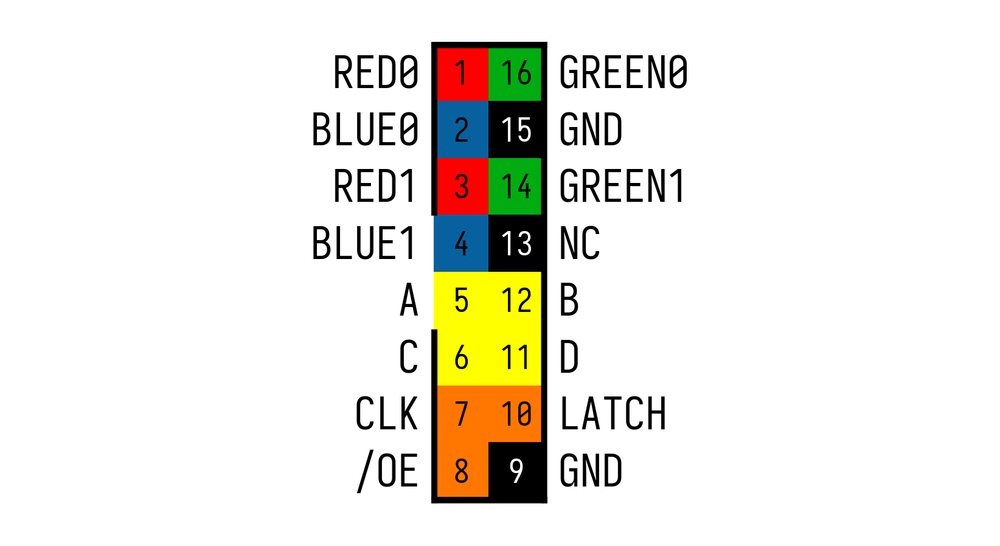 RED0 1 16 GREEN0
BLUE0 2 15 GND
RED1 3 14 GREEN1
BLUE1 4 13 NC
A 5 12 B
C 6 11 D
CLK 7 10 LATCH
/OE 8 9 GND